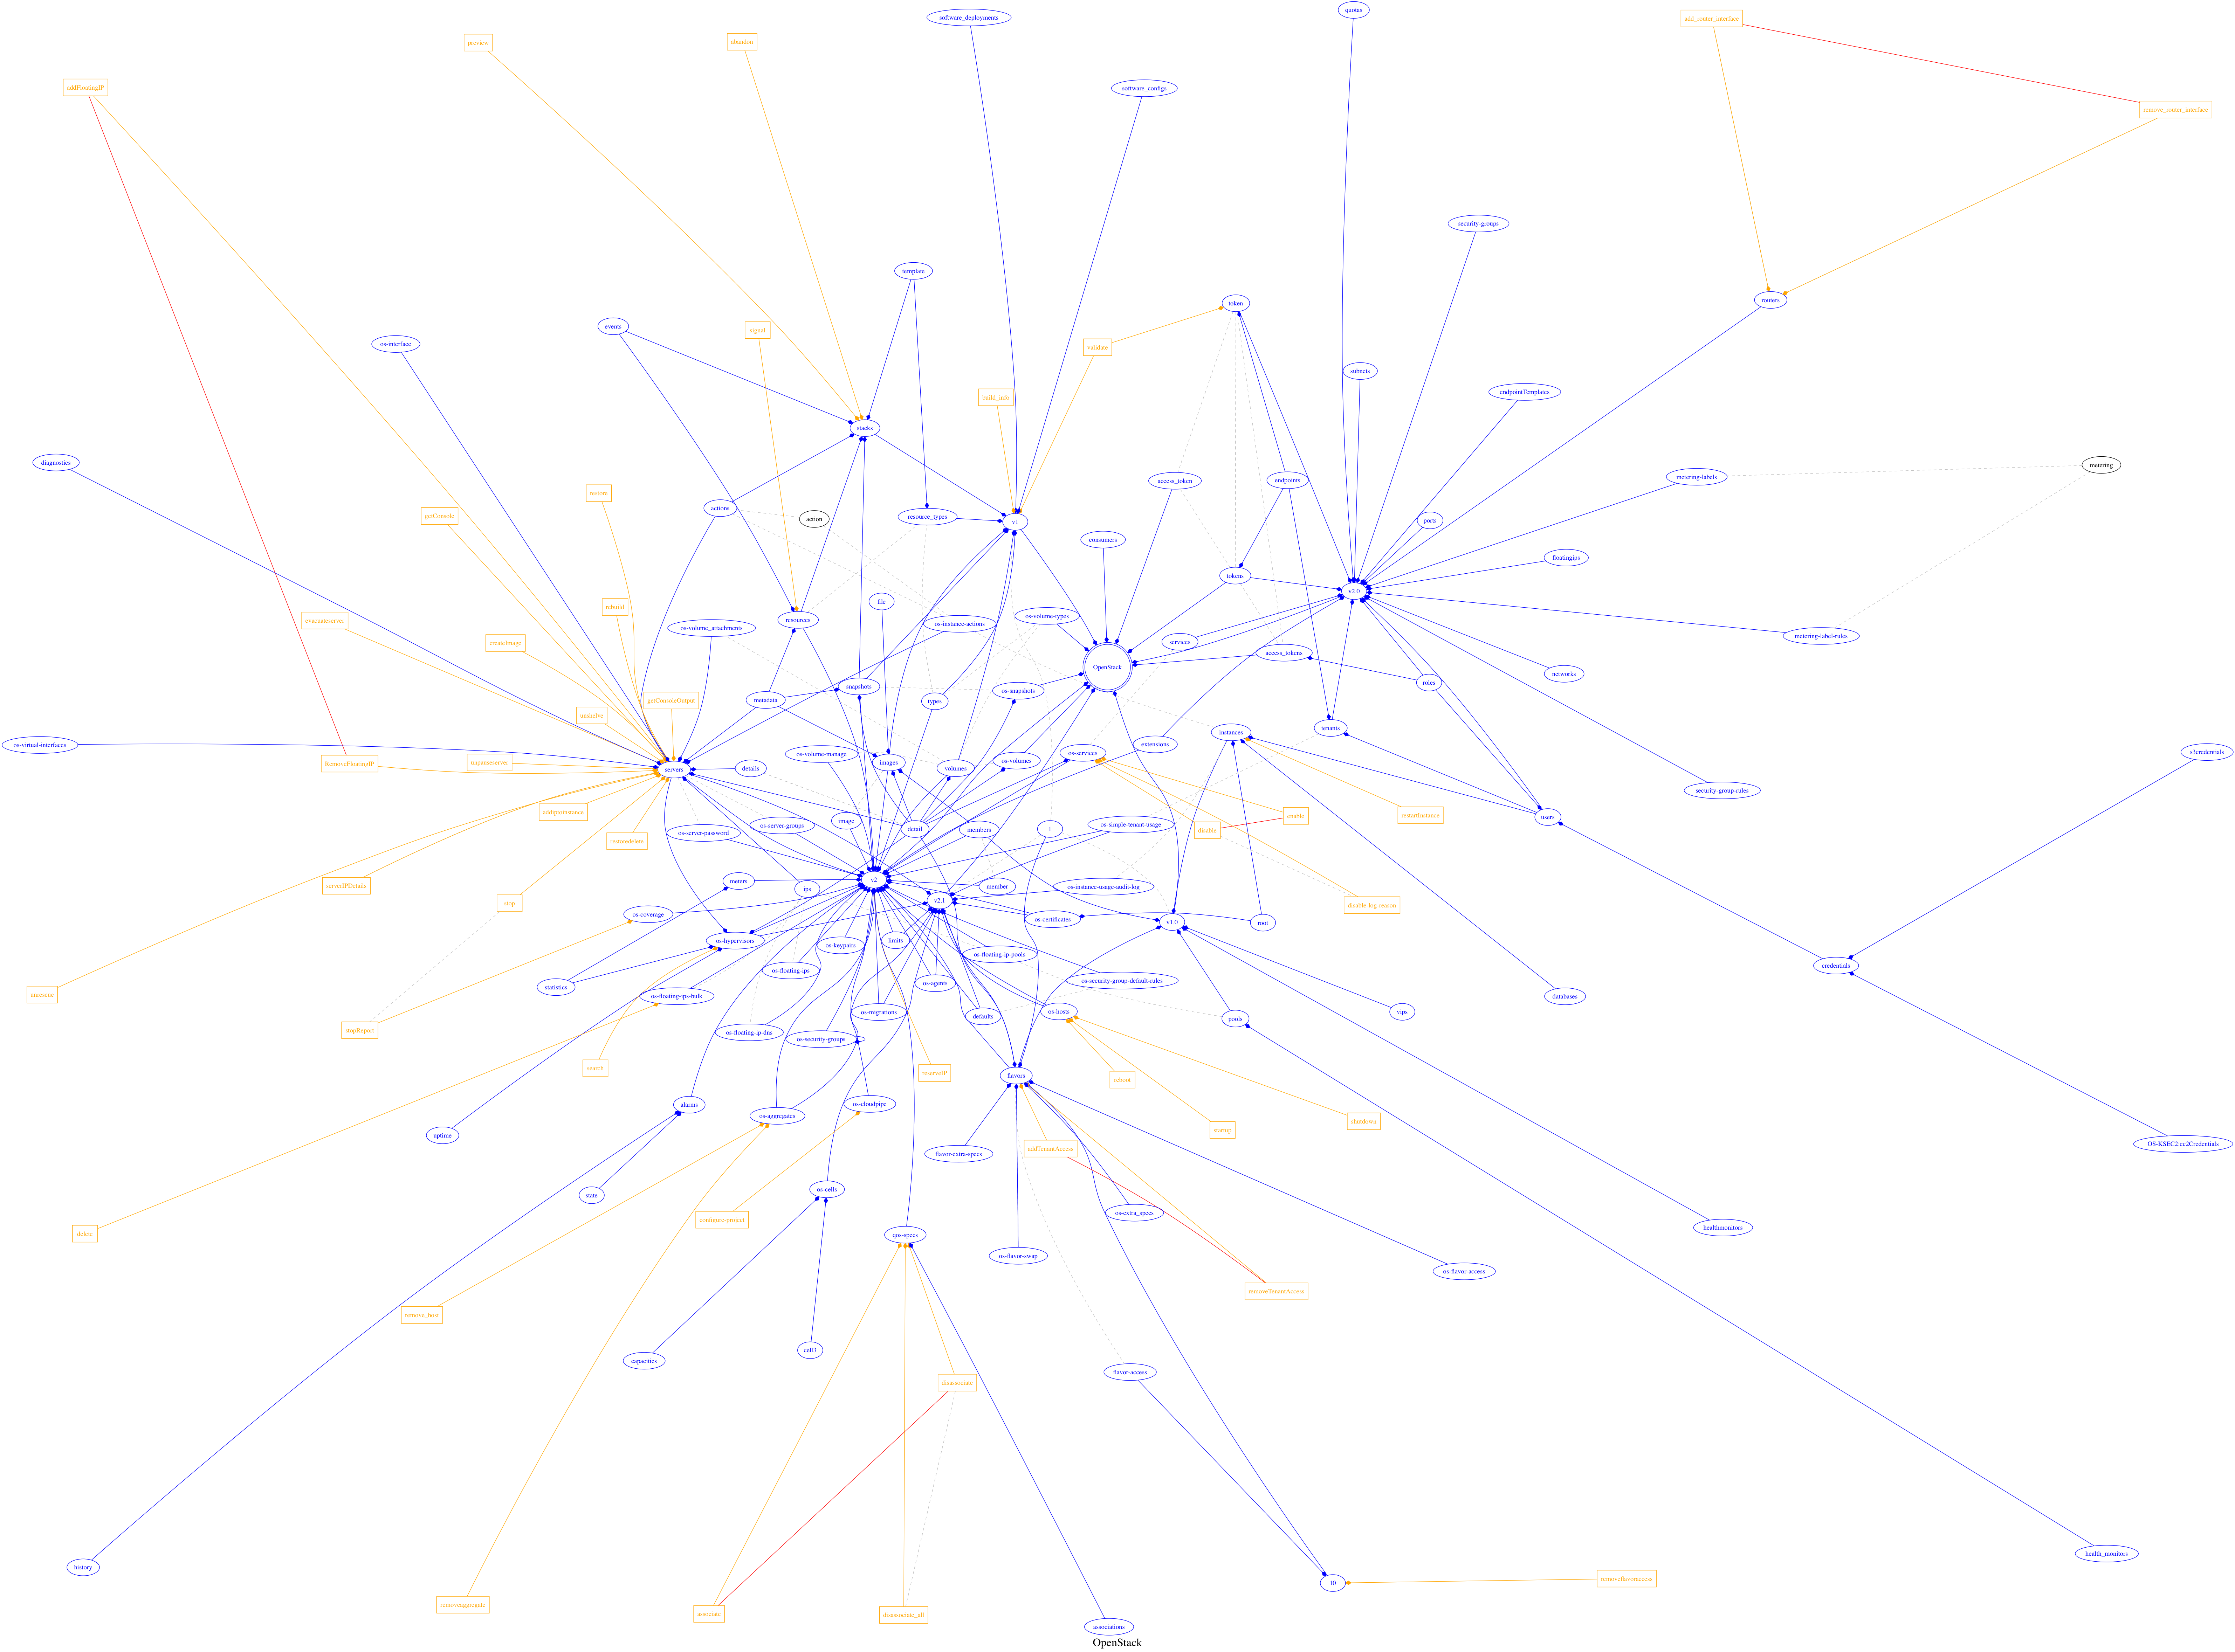 software_deployments
quotas
add_router_interface
preview
abandon
addFloatingIP
software_configs
remove_router_interface
security-groups
template
token
routers
events
signal
os-interface
validate
subnets
build_info
endpointTemplates
stacks
diagnostics
metering
metering-labels
access_token
endpoints
restore
actions
getConsole
resource_types
action
v1
ports
consumers
floatingips
tokens
v2.0
file
rebuild
os-volume-types
evacuateserver
resources
os-instance-actions
os-volume_attachments
metering-label-rules
services
createImage
access_tokens
OpenStack
networks
roles
snapshots
os-snapshots
metadata
getConsoleOutput
types
unshelve
tenants
instances
os-virtual-interfaces
extensions
os-services
s3credentials
os-volume-manage
os-volumes
images
unpauseserver
RemoveFloatingIP
servers
details
volumes
security-group-rules
addipsoninstance
enable
restartInstance
users
image
os-simple-tenant-usage
os-server-groups
detail
members
1
disable
os-server-password
v2
meters
serverIPDetails
member
os-instance-usage-audit-log
ips
v2.1
stop
disable-log-reason
os-coverage
os-certificates
v1.0
root
os-hypervisors
limits
os-keypairs
os-floating-ip-pools
credentials
os-floating-ips
os-agents
os-security-group-default-rules
statistics
unrescue
os-floating-ips-bulk
databases
os-migrations
os-hosts
vips
defaults
pools
stopReport
os-floating-ip-dns
os-security-groups
search
reserveIP
flavors
reboot
alarms
os-cloudpipe
os-aggregates
shutdown
startup
uptime
OS-KSEC2:ec2Credentials
addTenantAccess
flavor-extra-specs
os-cells
state
os-extra_specs
configure-project
healthmonitors
delete
qos-specs
os-flavor-swap
os-flavor-access
removeTenantAccess
remove_host
cell3
capacities
flavor-access
disassociate
health_monitors
history
removeflavoraccess
10
removeaggregate
associate
disassociate_all
associations
OpenStack